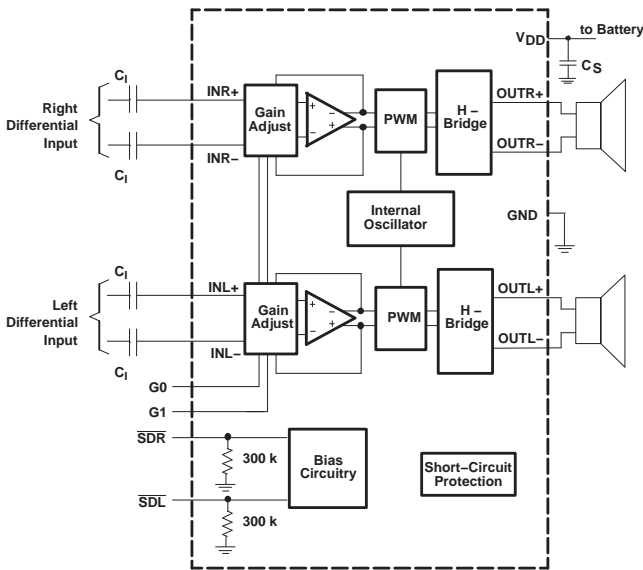 to Battery
VDD
CS
CI
Right
Differential
Input
CI
INR+
INR−
Gain
Adjust
+
−
−
+
PWM
H −
Bridge
OUTR+
OUTR−
Internal
Oscillator
GND
CI
Left
Differential
Input
CI
INL+
INL−
Gain
Adjust
+
−
−
+
PWM
H −
Bridge
OUTL+
OUTL−
G0
G1
SDR
300 k
SDL
300 k
Bias
Circuitry
Short−Circuit
Protection